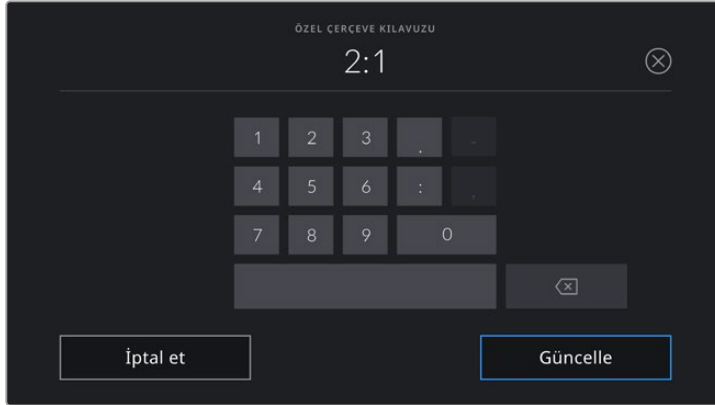 ÖZEL ÇERÇEVE KILAVUZU
2:1
1 2 3 . -
4 5 6 : ,
7 8 9 0
İptal et Güncelle